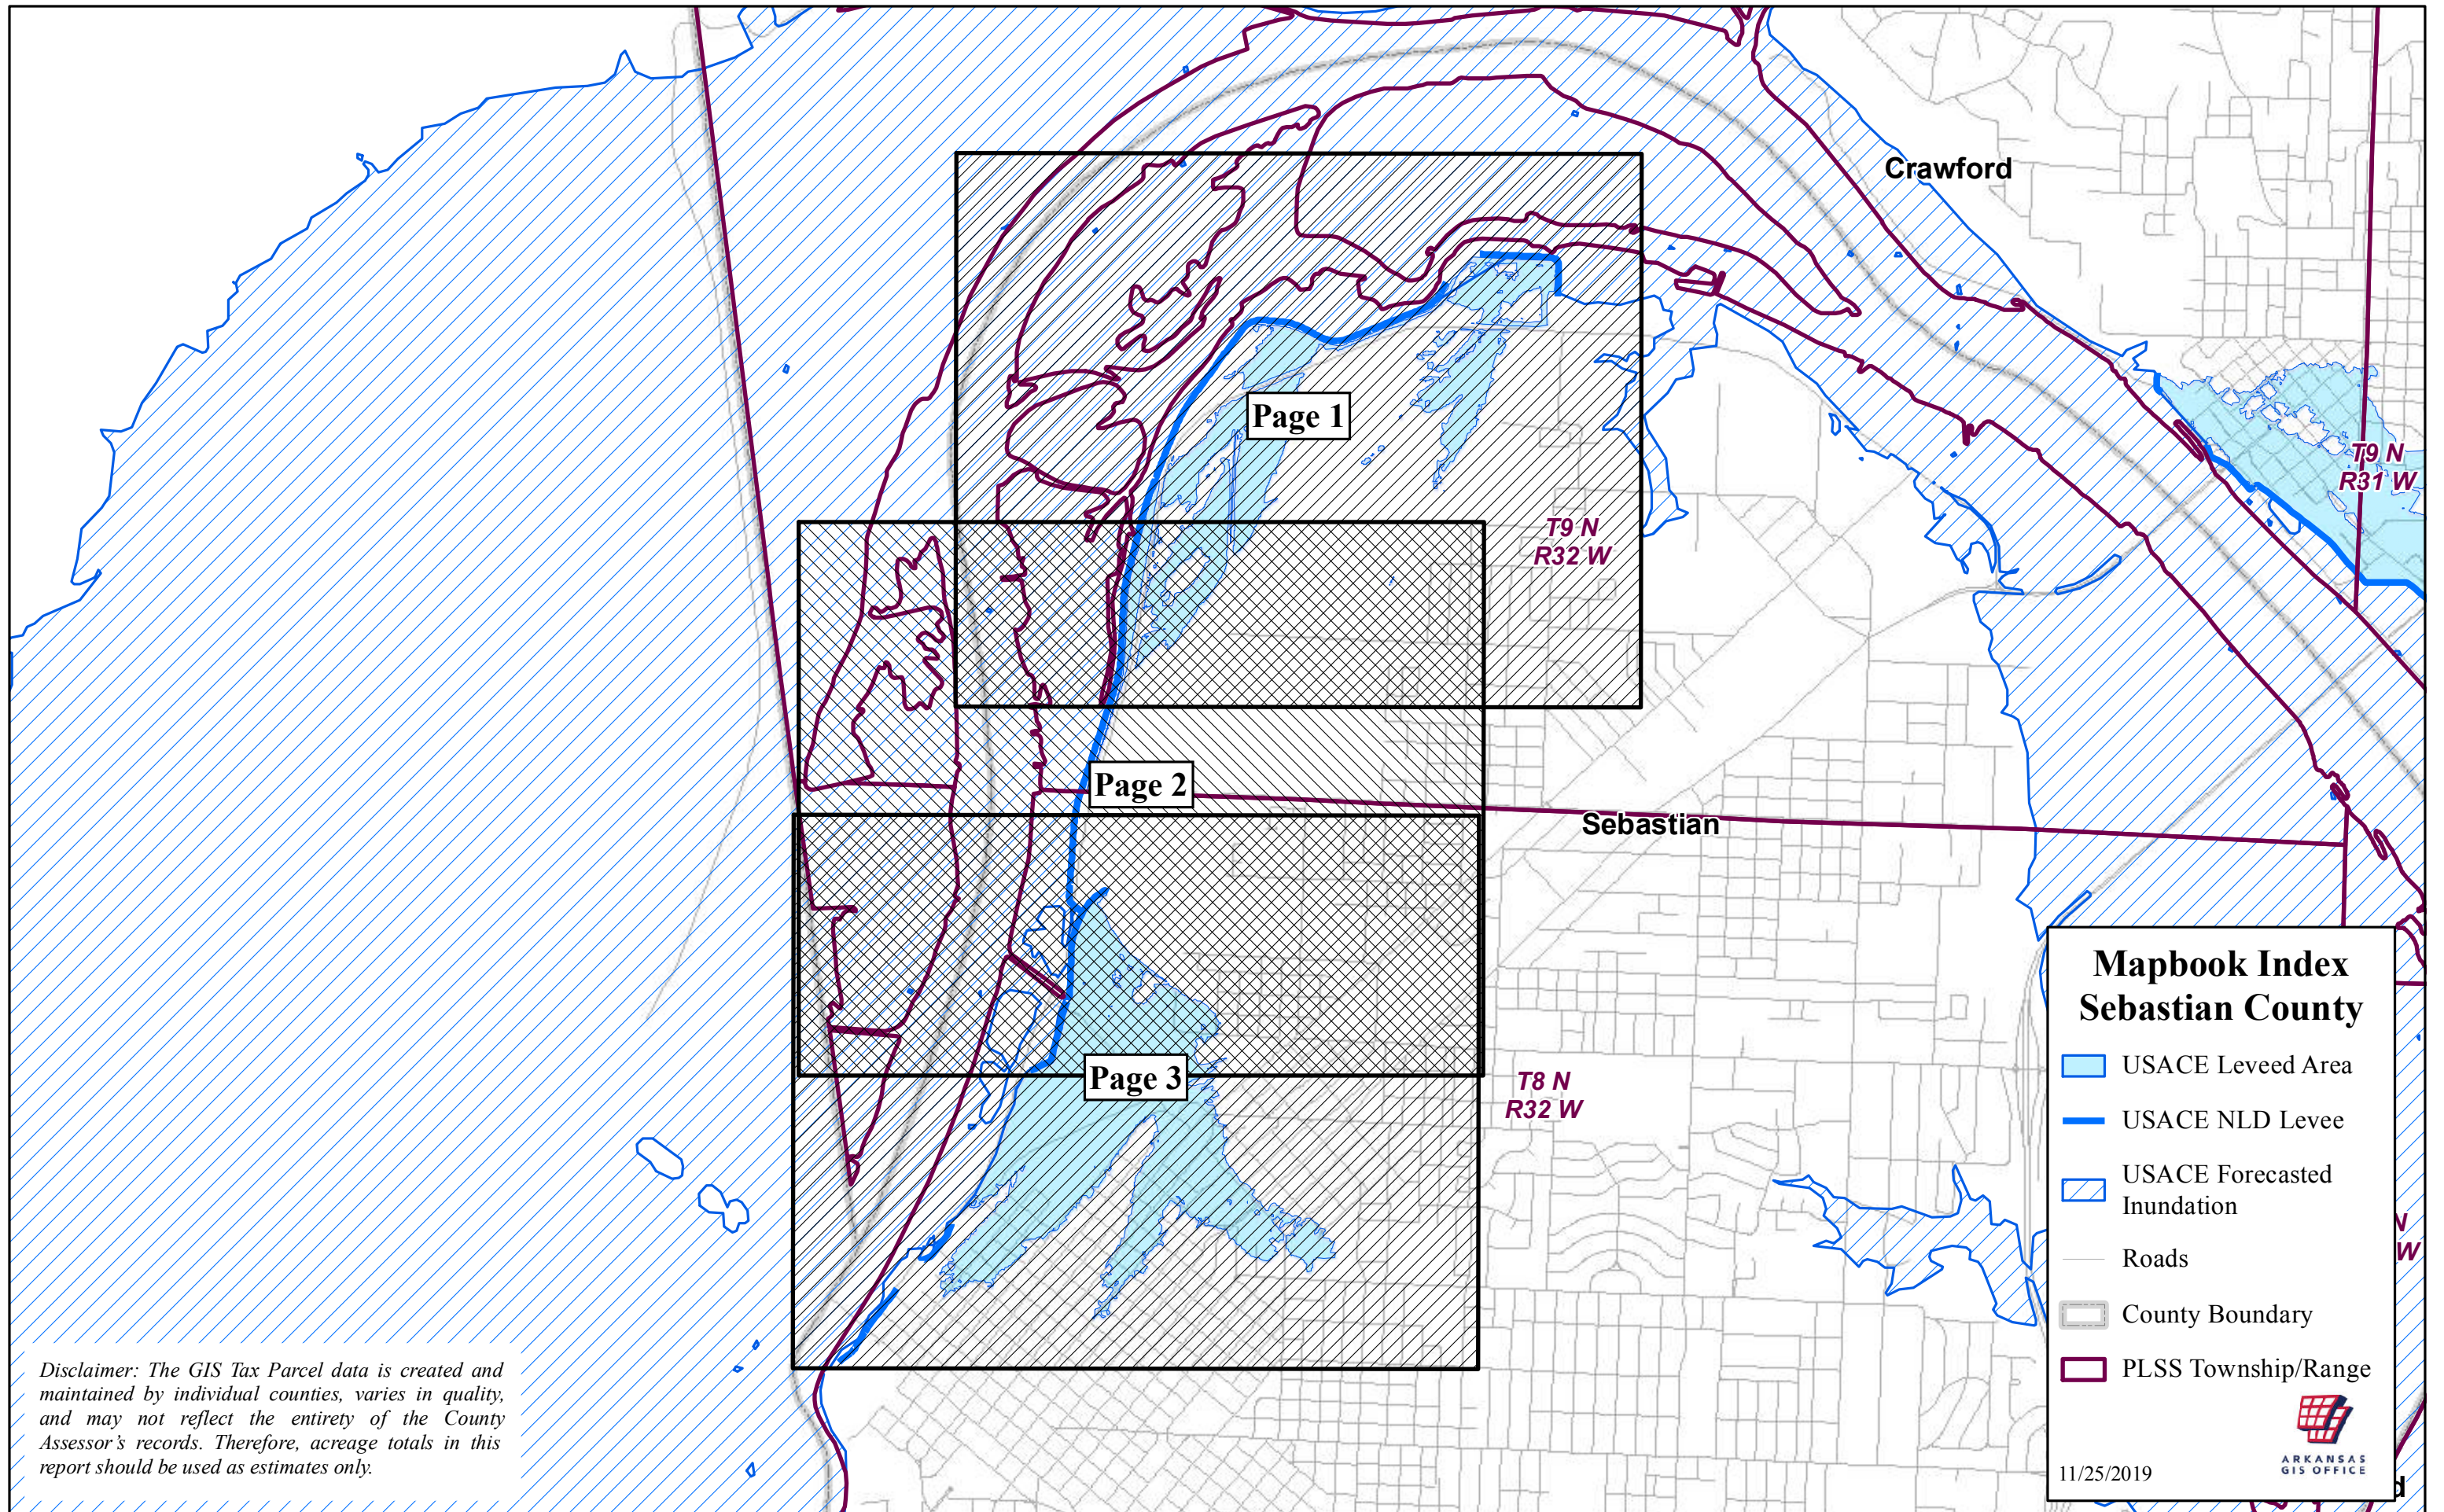 Crawford
Page 1
T9 N
R31 W
T9 N
R32 W
Page 2
Sebastian
Page 3
T8 N
R32 W
N
W
Mapbook Index
Sebastian County
USACE Leveed Area
USACE NLD Levee
USACE Forecasted
Inundation
Roads
County Boundary
PLSS Township/Range
11/25/2019
ARKANSAS
GIS OFFICE
d
Disclaimer: The GIS Tax Parcel data is created and
maintained by individual counties, varies in quality,
and may not reflect the entirety of the County
Assessor's records. Therefore, acreage totals in this
report should be used as estimates only.